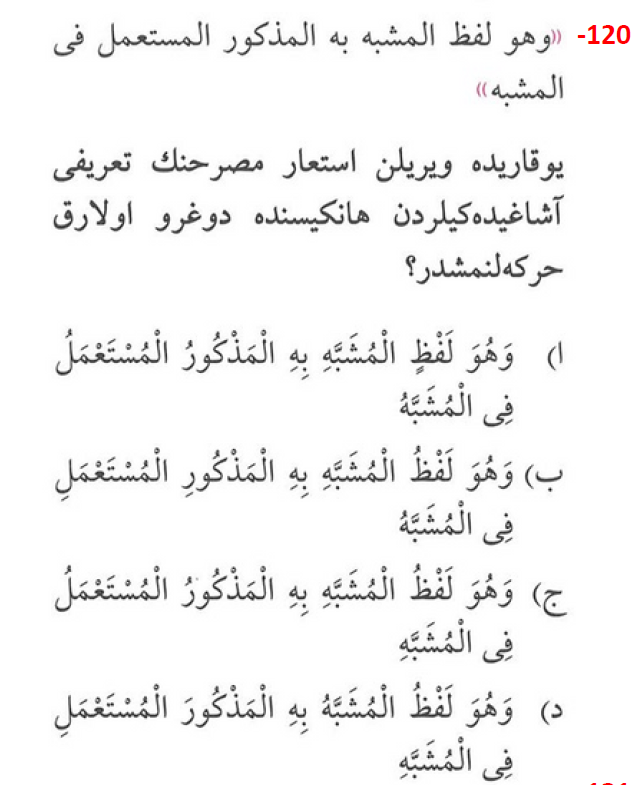 120- «وهو لفظ المشبه به المذكور المستعمل فى
المشبه»
يوقاريده ويريلن استعار مصرحنك تعريفى
آشاغيده‌كيلردن هانكيسنده دوغرو اولارق
حركه‌لنمشدر؟
ا) وَهُوَ لَفْظٍ الْمُشَبَّهِ بِهِ الْمَذْكُورُ الْمُسْتَعْمَلُ
فِى الْمُشَبَّهُ
ب) وَهُوَ لَفْظُ الْمُشَبَّهِ بِهِ الْمَذْكُورِ الْمُسْتَعْمَلِ
فِى الْمُشَبَّهُ
ج) وَهُوَ لَفْظُ الْمُشَبَّهِ بِهِ الْمَذْكُورُ الْمُسْتَعْمَلُ
فِى الْمُشَبَّهِ
د) وَهُوَ لَفْظُ الْمُشَبَّهُ بِهِ الْمَذْكُورَ الْمُسْتَعْمَلِ
فِى الْمُشَبَّهِ